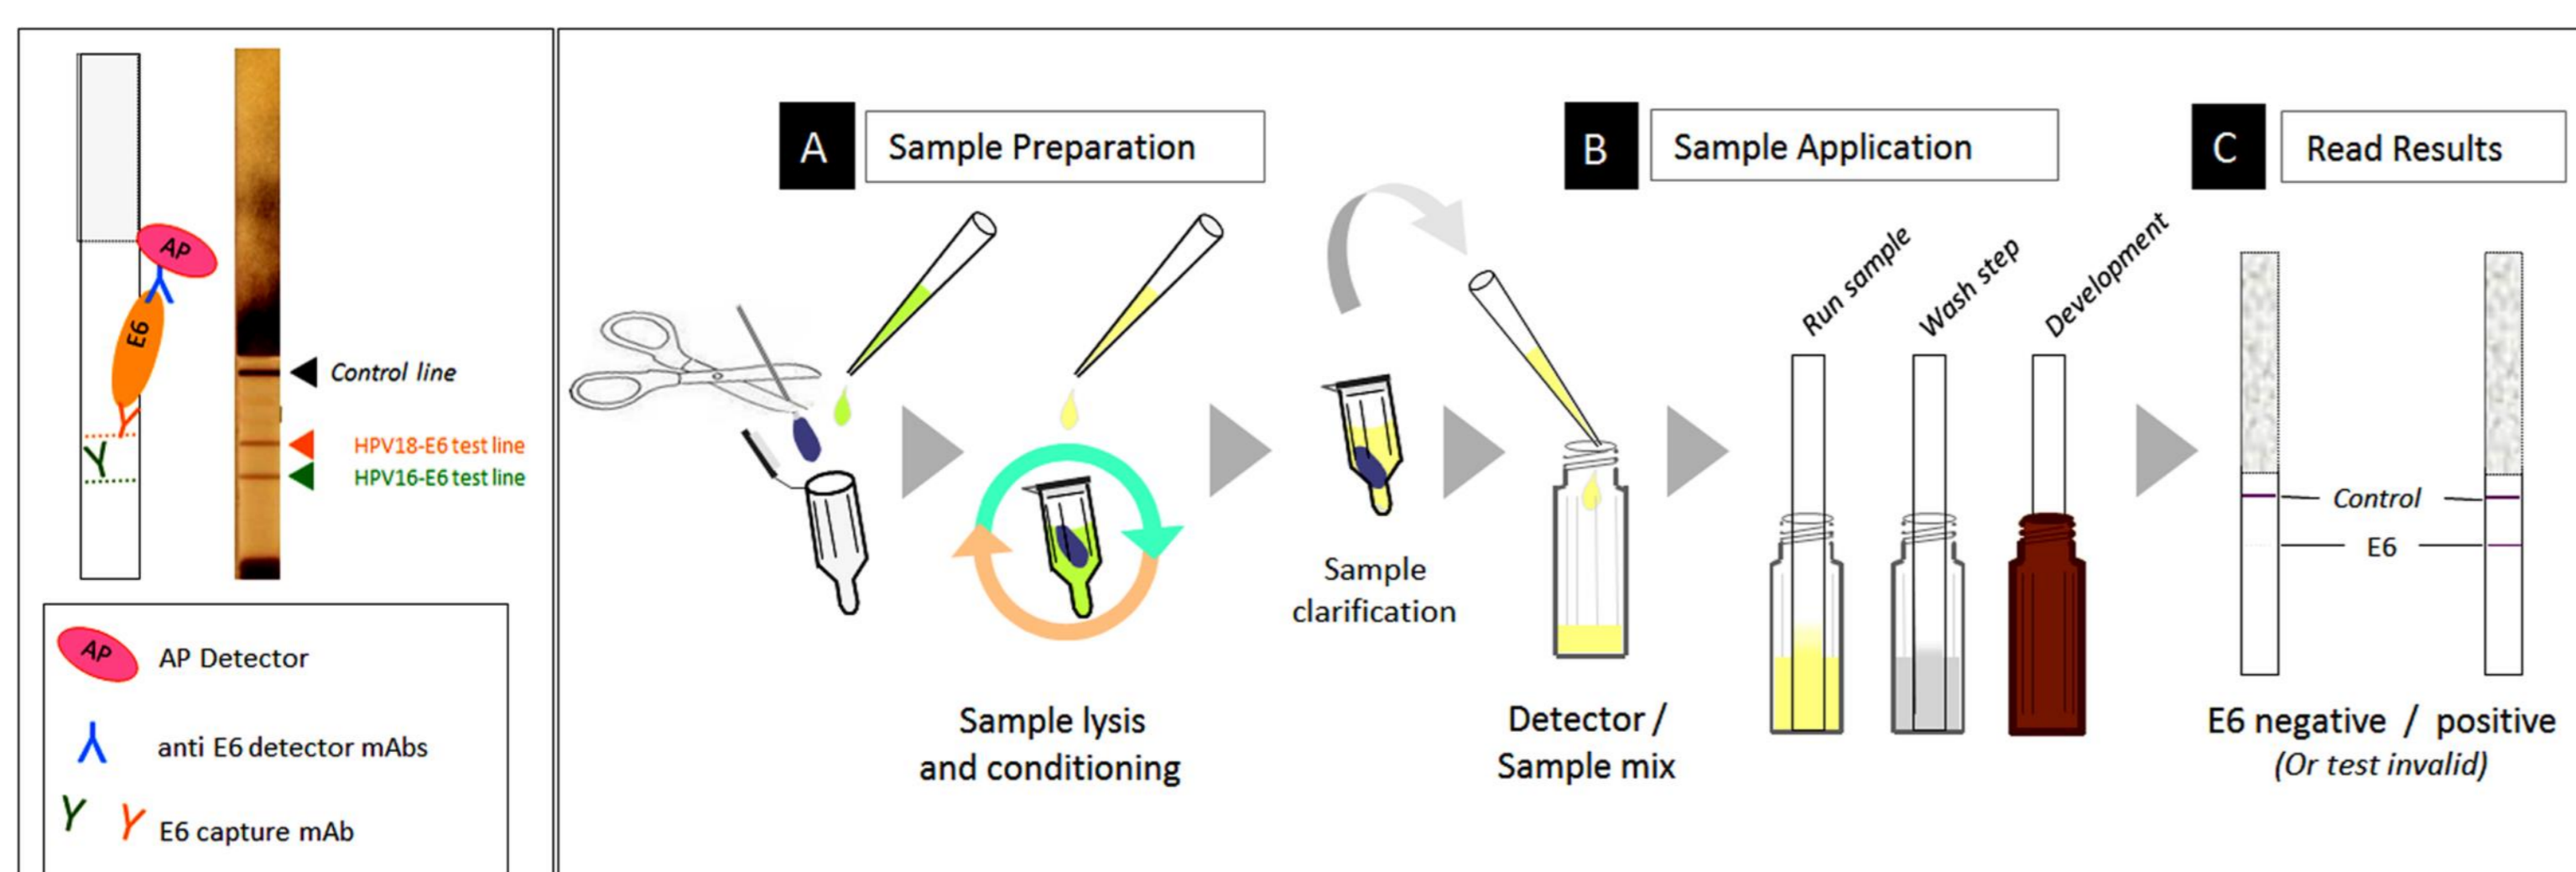 AP
E6
Control line
HPV18-E6 test line
HPV16-E6 test line
AP
AP Detector
anti E6 detector mAbs
E6 capture mAb
A
Sample Preparation
Sample lysis
and conditioning
Sample
clarification
B
Sample Application
Detector /
Sample mix
Run sample
Wash step
Development
C
Read Results
Control
E6
E6 negative / positive
(Or test invalid)